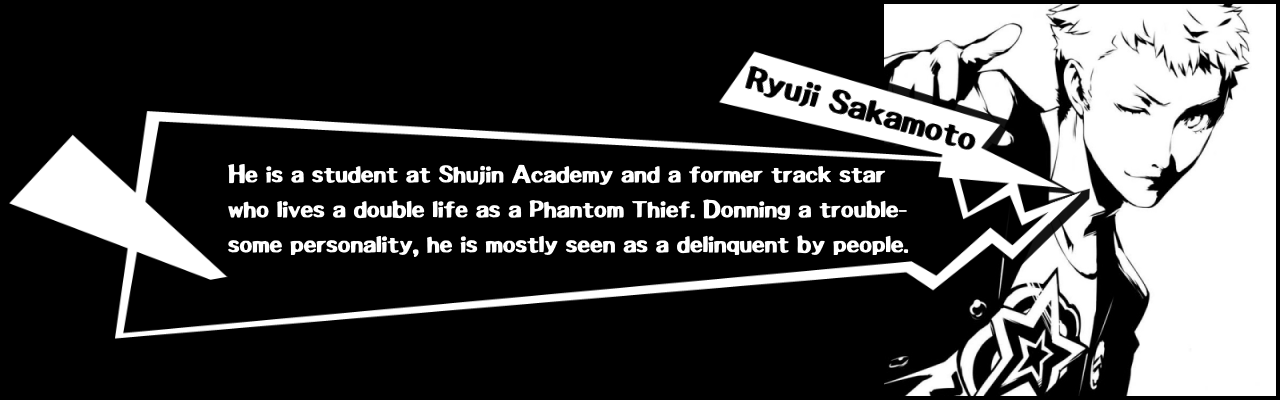 Ryuji Sakamoto
He is a student at Shujin Academy and a former track star
who lives a double life as a Phantom Thief. Donning a trouble-
some personality, he is mostly seen as a delinquent by people.